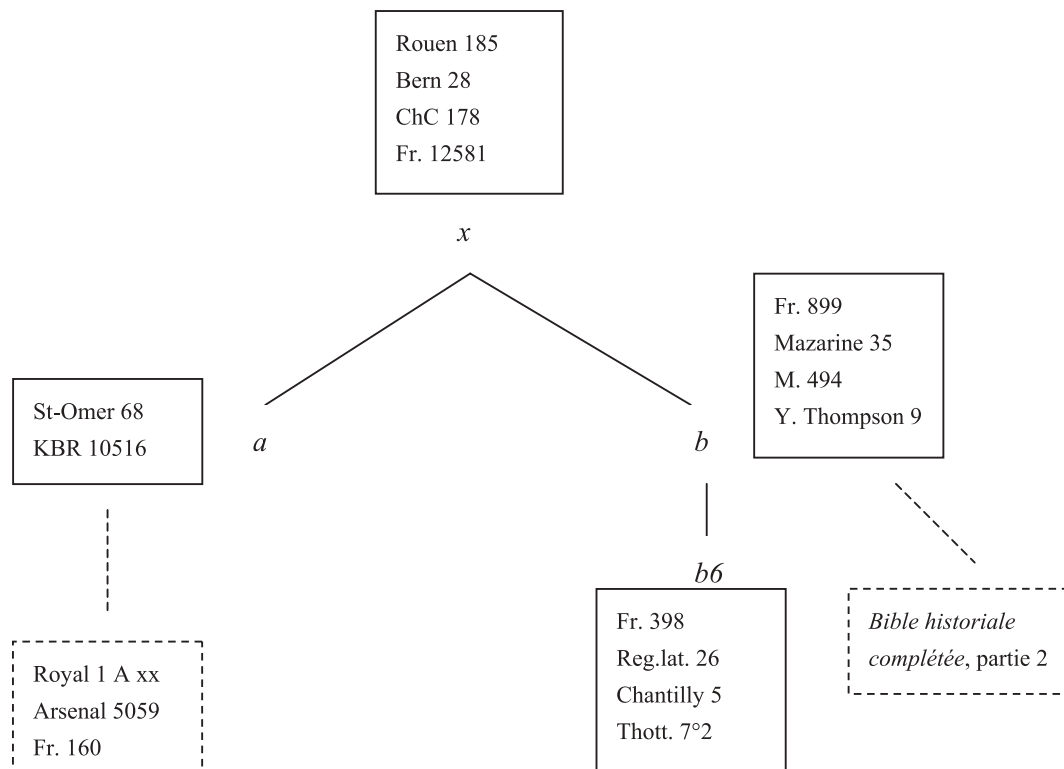 Rouen 185
Bern 28
ChC 178
Fr. 12581
x
Fr. 899
Mazarine 35
M. 494
Y. Thompson 9
St-Omer 68
KBR 10516
a
b
b6
Fr. 398
Reg.lat. 26
Chantilly 5
Thott. 7°2
Bible historiale
complétée, partie 2
Royal 1 A xx
Arsenal 5059
Fr. 160